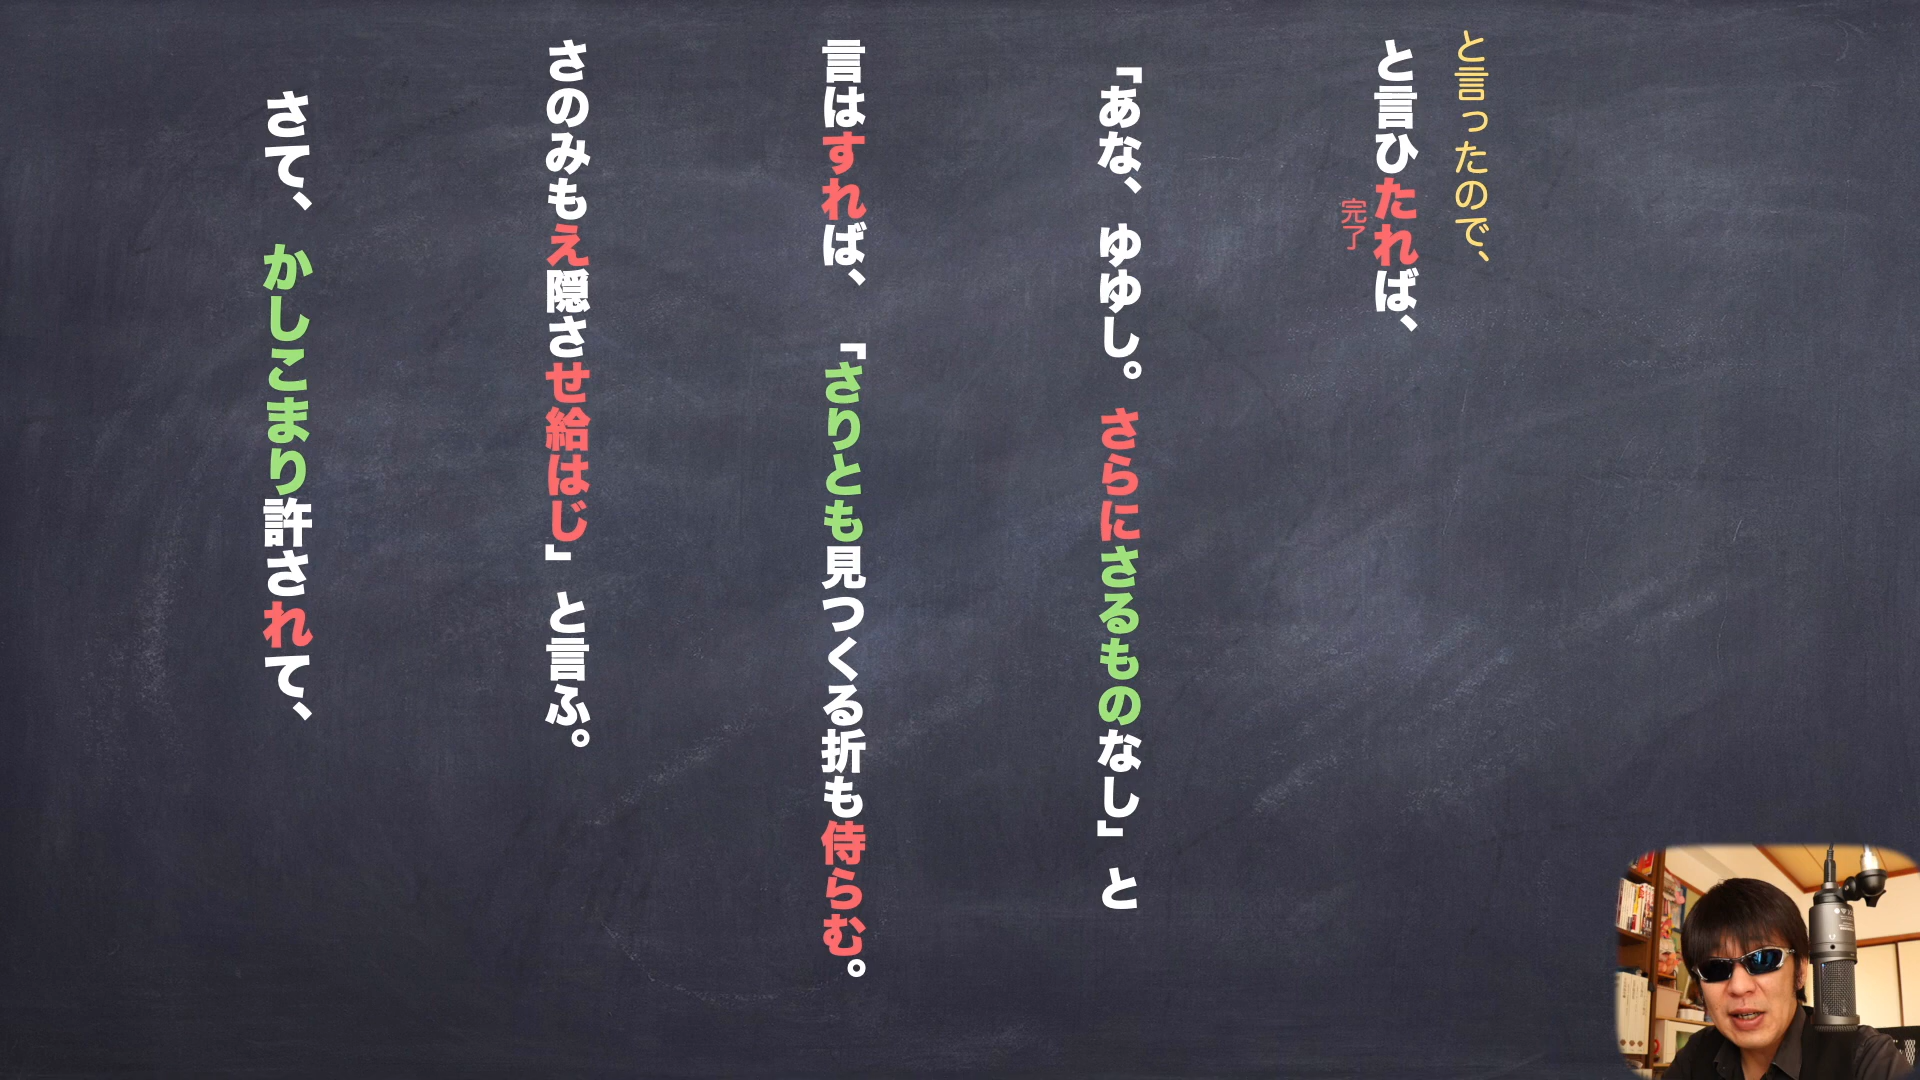 と言ったので、
と言ひたれば、
完了
「あな、ゆゆし。さらにさるものなし」と
言はすれば、「さりとも見つくる折も侍らむ。
さのみもえ隠させ給はじ」と言ふ。
さて、かしこまり許されて、